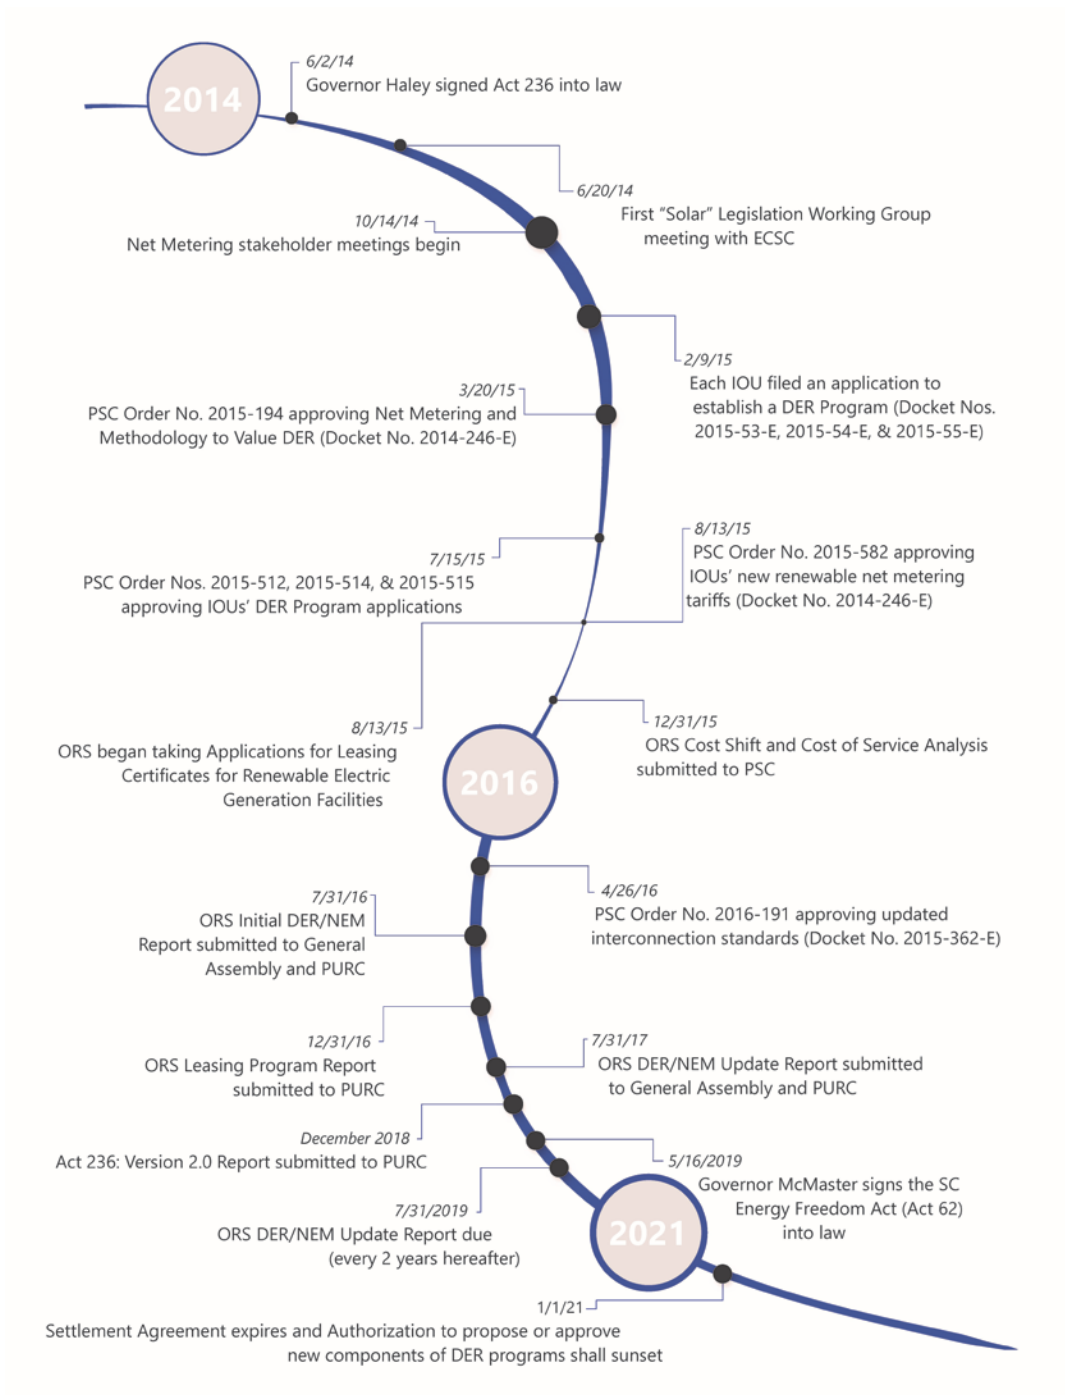 2014
6/2/14
Governor Haley signed Act 236 into law
6/20/14
First “Solar” Legislation Working Group
meeting with ECSC
10/14/14
Net Metering stakeholder meetings begin
2/9/15
Each IOU filed an application to
establish a DER Program (Docket Nos.
2015-53-E, 2015-54-E, & 2015-55-E)
3/20/15
PSC Order No. 2015-194 approving Net Metering and
Methodology to Value DER (Docket No. 2014-246-E)
7/15/15
PSC Order Nos. 2015-512, 2015-514, & 2015-515
approving IOUs’ DER Program applications
8/13/15
PSC Order No. 2015-582 approving
IOUs’ new renewable net metering
tariffs (Docket No. 2014-246-E)
8/13/15
ORS began taking Applications for Leasing
Certificates for Renewable Electric
Generation Facilities
12/31/15
ORS Cost Shift and Cost of Service Analysis
submitted to PSC
2016
4/26/16
PSC Order No. 2016-191 approving updated
interconnection standards (Docket No. 2015-362-E)
7/31/16
ORS Initial DER/NEM
Report submitted to General
Assembly and PURC
12/31/16
ORS Leasing Program Report
submitted to PURC
7/31/17
ORS DER/NEM Update Report submitted
to General Assembly and PURC
December 2018
Act 236: Version 2.0 Report submitted to PURC
5/16/2019
Governor McMaster signs the SC
Energy Freedom Act (Act 62)
into law
7/31/2019
ORS DER/NEM Update Report due
(every 2 years hereafter)
2021
1/1/21
Settlement Agreement expires and Authorization to propose or approve
new components of DER programs shall sunset